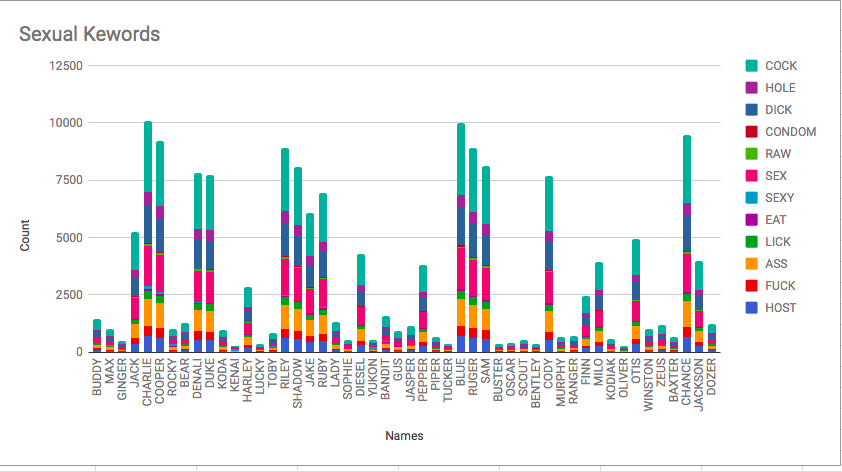 Sexual Kewords
12500
10000
7500
5000
2500
0
Count
BUDDY
MAX
GINGER
JACK
CHARLIE
COOPER
ROCKY
BEAR
DENALI
DUKE
KODA
KENAI
HARLEY
LUCKY
TOBY
RILEY
SHADOW
JAKE
RUBY
LADY
SOPHIE
DIESEL
YUKON
BANDIT
GUS
JASPER
PEPPER
PIPER
TUCKER
BLUE
RUGER
SAM
BUSTER
OSCAR
SCOUT
BENTLEY
CODY
MURPHY
RANGER
FINN
MILO
KODIAK
OLIVER
OTIS
WINSTON
ZEUS
BAXTER
CHANCE
JACKSON
DOZER
Names
COCK
HOLE
DICK
CONDOM
RAW
SEX
SEXY
EAT
LICK
ASS
FUCK
HOST